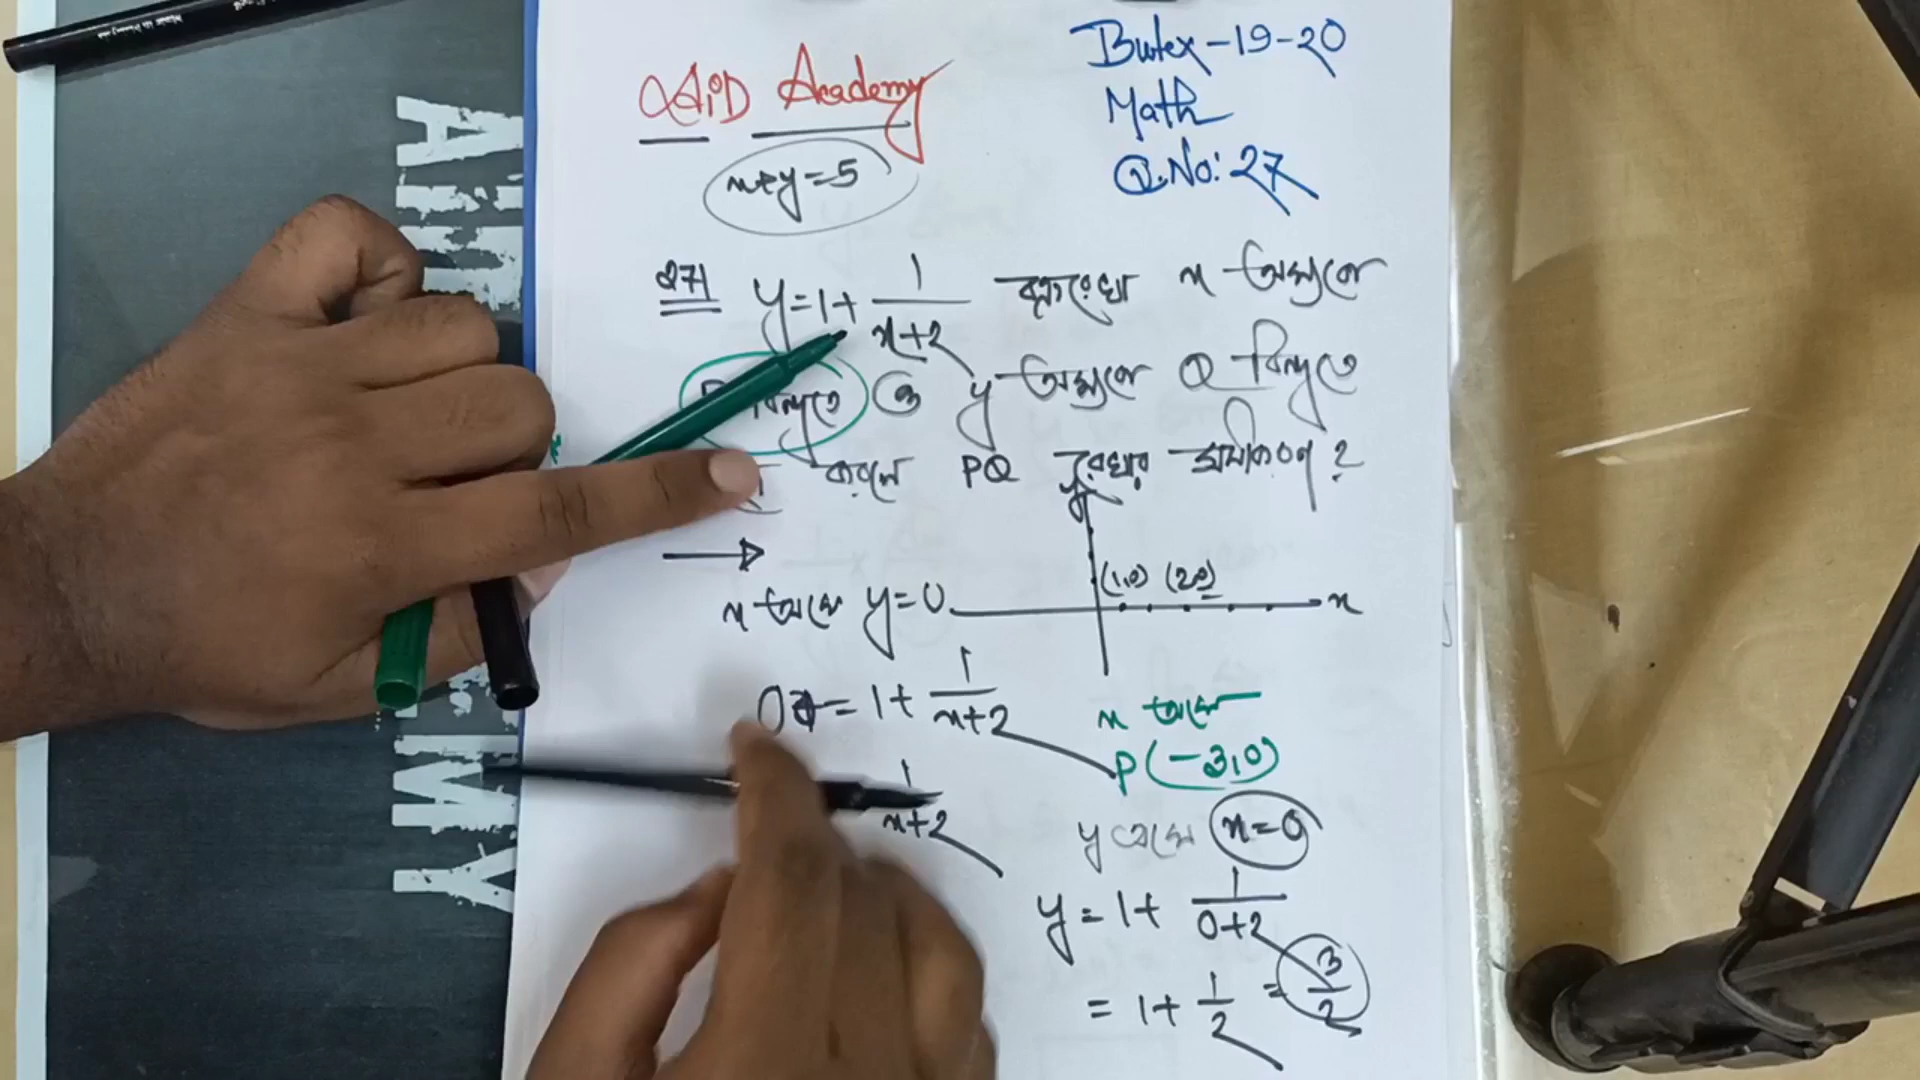 SAiD Academy
x+y=5
Butex-19-20
Math
Q.No: 27
২৭। y=1+ 1/(x+2) বক্ররেখা x-অক্ষকে
বিন্দুতে ও y অক্ষকে Q বিন্দুতে
করলে PQ রেখার সমীকরণ?
y
x অক্ষে y=0
(1,0) (2,0)
x
0 = 1+ 1/(x+2)
1/(x+2)
x অক্ষে
P(-3,0)
y অক্ষে x=0
y = 1+ 1/(0+2)
= 1+ 1/2 = 3/2